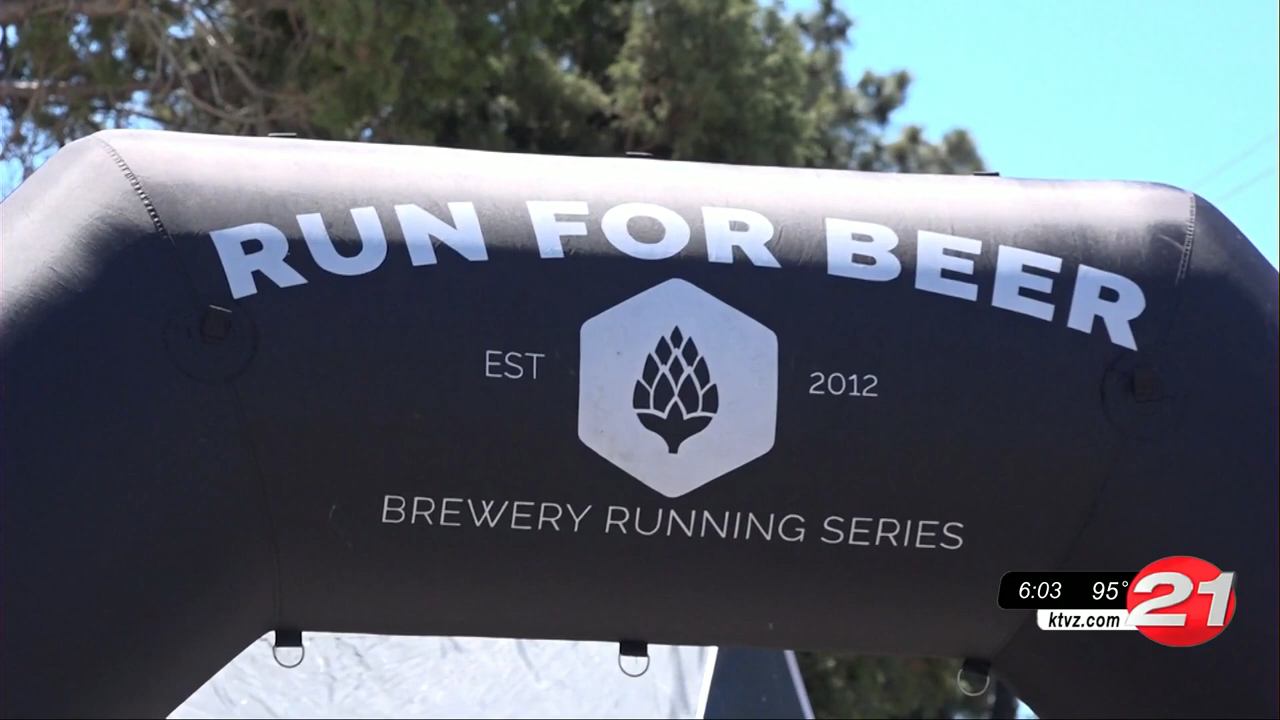 RUN FOR BEER
EST 2012
BREWERY RUNNING SERIES
6:03 95°
21
ktvz.com